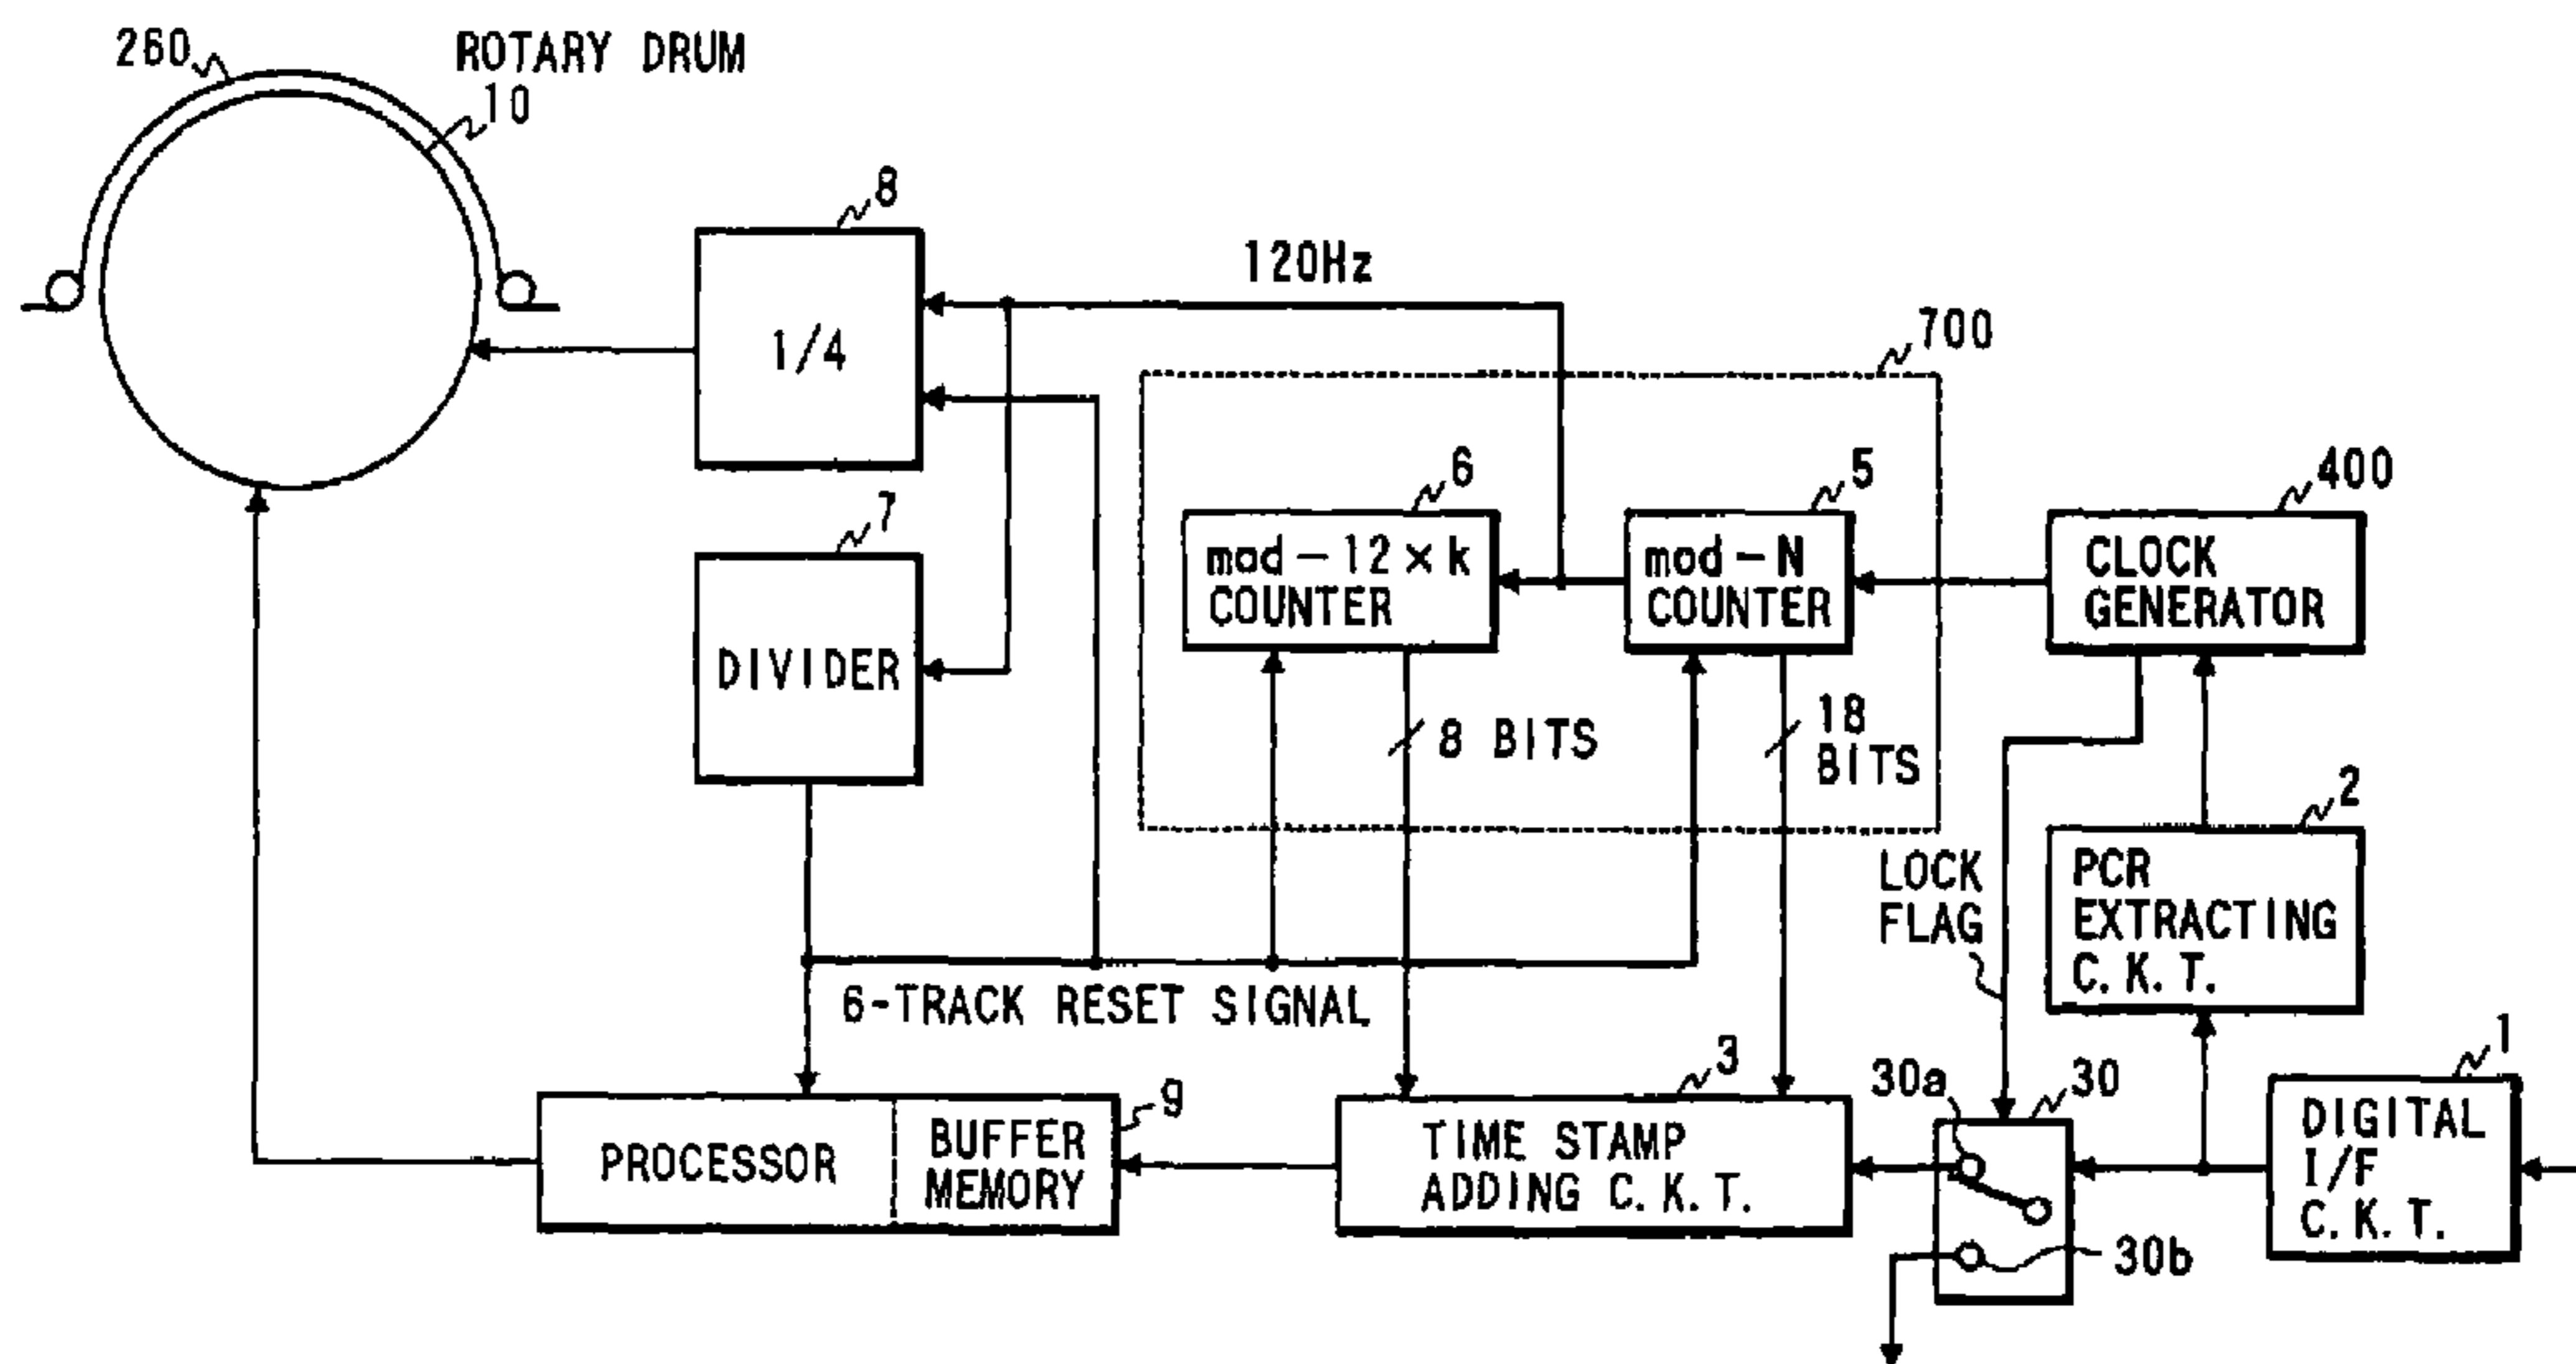 260
ROTARY DRUM
10
8
120Hz
1/4
700
7
6
5
400
mod-12×k
COUNTER
mod-N
COUNTER
CLOCK
GENERATOR
DIVIDER
8 BITS
18
BITS
2
LOCK
FLAG
PCR
EXTRACTING
C.K.T.
6-TRACK RESET SIGNAL
9
3
30a
30
1
PROCESSOR
BUFFER
MEMORY
TIME STAMP
ADDING C.K.T.
DIGITAL
I/F
C.K.T.
30b